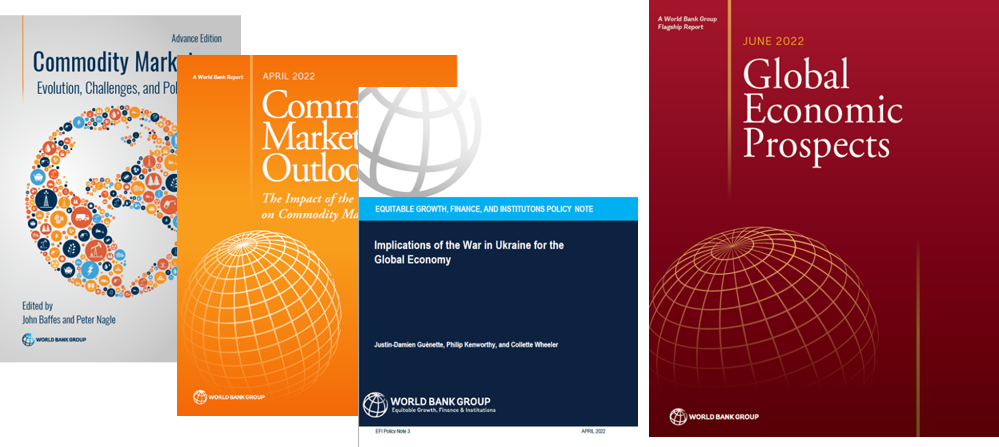 Advance Edition
Commodity Mark
Evolution, Challenges, and Pol
Edited by
John Baffes and Peter Nagle
WORLD BANK GROUP
A World Bank Report
APRIL 2022
Comm
Market
Outloo
The Impact of the
on Commodity Ma
WORLD BANK GROUP
EQUITABLE GROWTH, FINANCE, AND INSTITUTONS POLICY NOTE
Implications of the War in Ukraine for the
Global Economy
Justin-Damien Guénette, Philip Kenworthy, and Collette Wheeler
WORLD BANK GROUP
Equitable Growth, Finance & Institutions
EFI Policy Note 3
APRIL 2022
A World Bank Group
Flagship Report
JUNE 2022
Global
Economic
Prospects
WORLD BANK GROUP